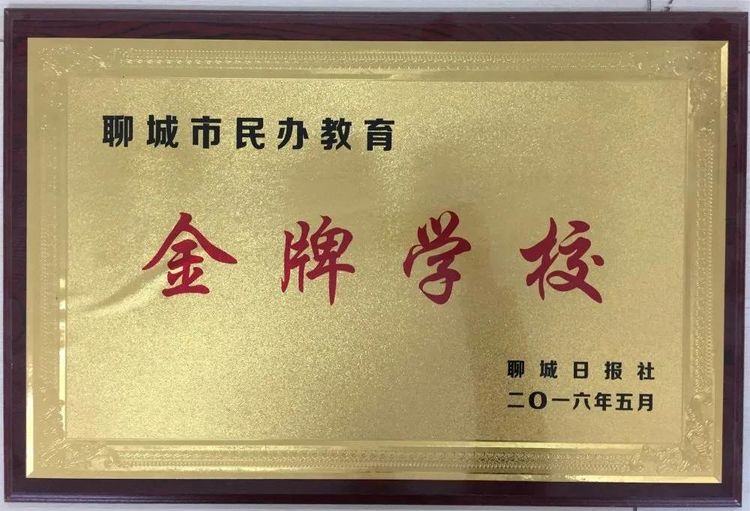 聊城市民办教育
金牌学校
聊城日报社
二〇一六年五月